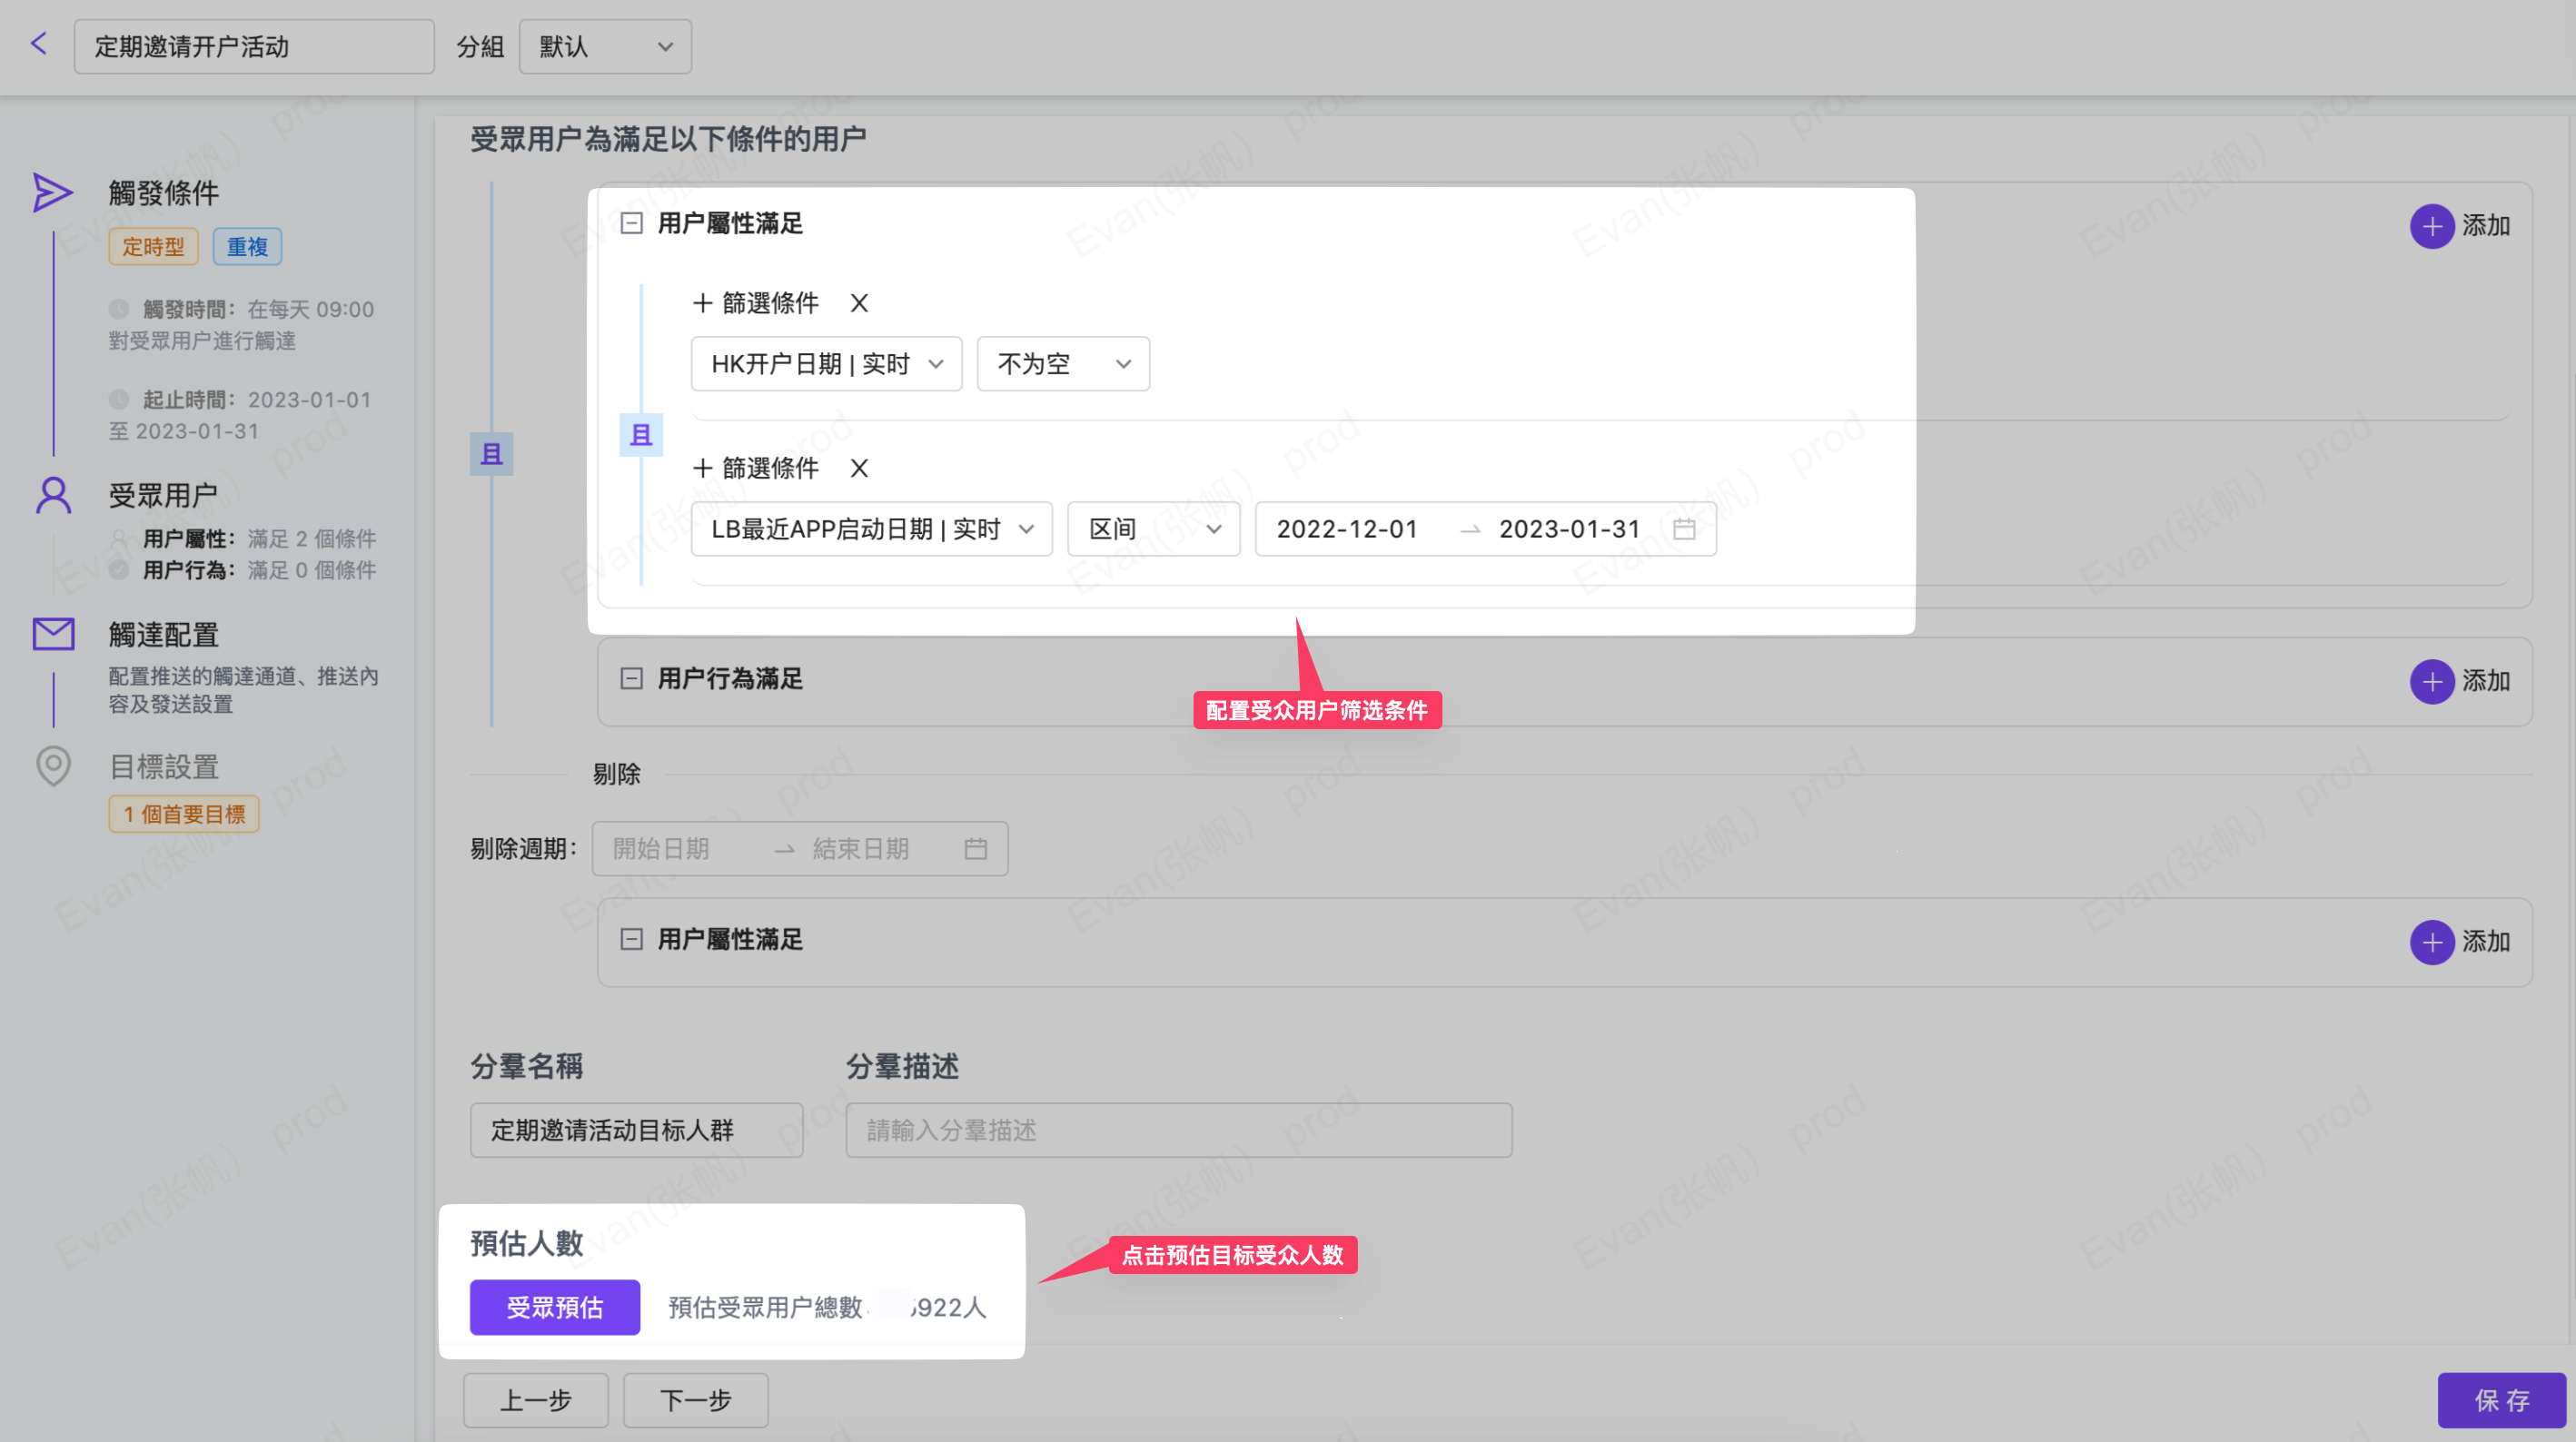 定期邀请开户活动 分組 默认
觸發條件
定時型 重複
觸發時間：在每天 09:00
對受眾用户進行觸達
起止時間：2023-01-01
至 2023-01-31
受眾用户
用户屬性：滿足 2 個條件
用户行為：滿足 0 個條件
觸達配置
配置推送的觸達通道、推送內
容及發送設置
目標設置
1 個首要目標
受眾用户為滿足以下條件的用户
且
用户屬性滿足
添加
且
篩選條件
HK开户日期 | 实时 不为空
篩選條件
LB最近APP启动日期 | 实时 区间 2022-12-01 → 2023-01-31
配置受众用户筛选条件
用户行為滿足
添加
剔除
剔除週期： 開始日期 → 結束日期
用户屬性滿足
添加
分羣名稱 分羣描述
定期邀请活动目标人群 請輸入分羣描述
預估人數
点击预估目标受众人数
受眾預估 預估受眾用户總數 922人
上一步 下一步
保 存
Evan(张帆) prod